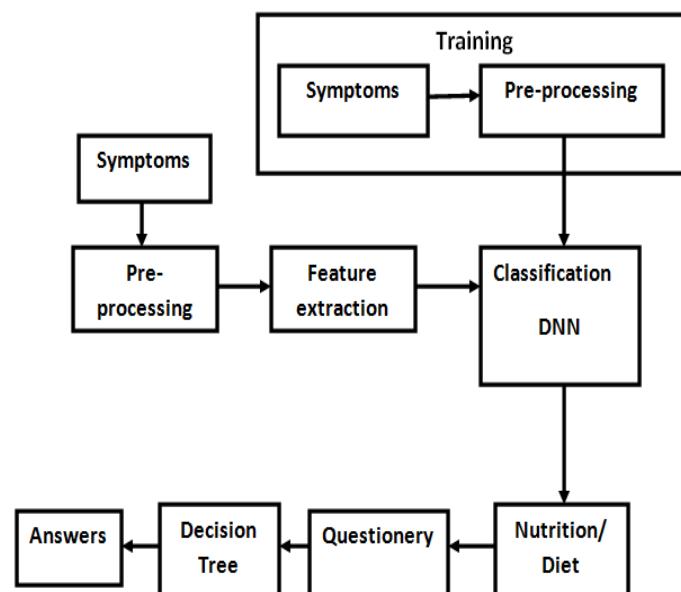 Training
Symptoms
Pre-processing
Symptoms
Pre-
processing
Feature
extraction
Classification
DNN
Answers
Decision
Tree
Questionery
Nutrition/
Diet